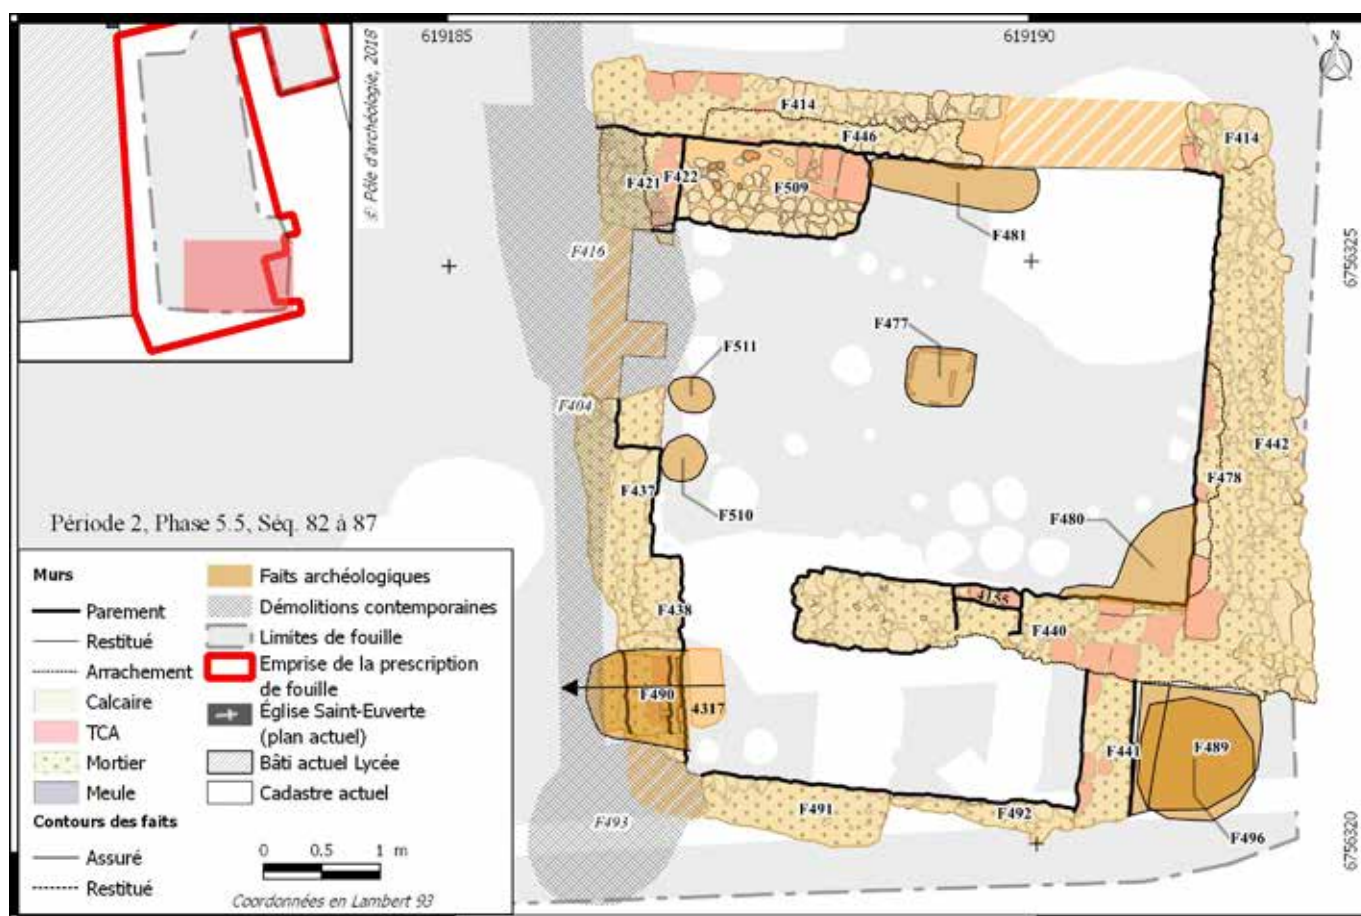 619185
619190
N
© Pôle d'archéologie, 2018
F414
F446
F414
F421
F422
F509
F481
F416
6756325
F477
F511
F404
F442
F478
F437
F510
F480
Période 2, Phase 5.5, Séq. 82 à 87
Murs
Parement
Restitué
Arrachement
Calcaire
TCA
Mortier
Meule
Contours des faits
Assuré
Restitué
Faits archéologiques
Démolitions contemporaines
Limites de fouille
Emprise de la prescription
de fouille
Église Saint-Euverte
(plan actuel)
Bâti actuel Lycée
Cadastre actuel
0 0.5 1 m
Coordonnées en Lambert 93
4155
F438
F440
F490
4317
F441
F489
F491
F492
F493
F496
6756320